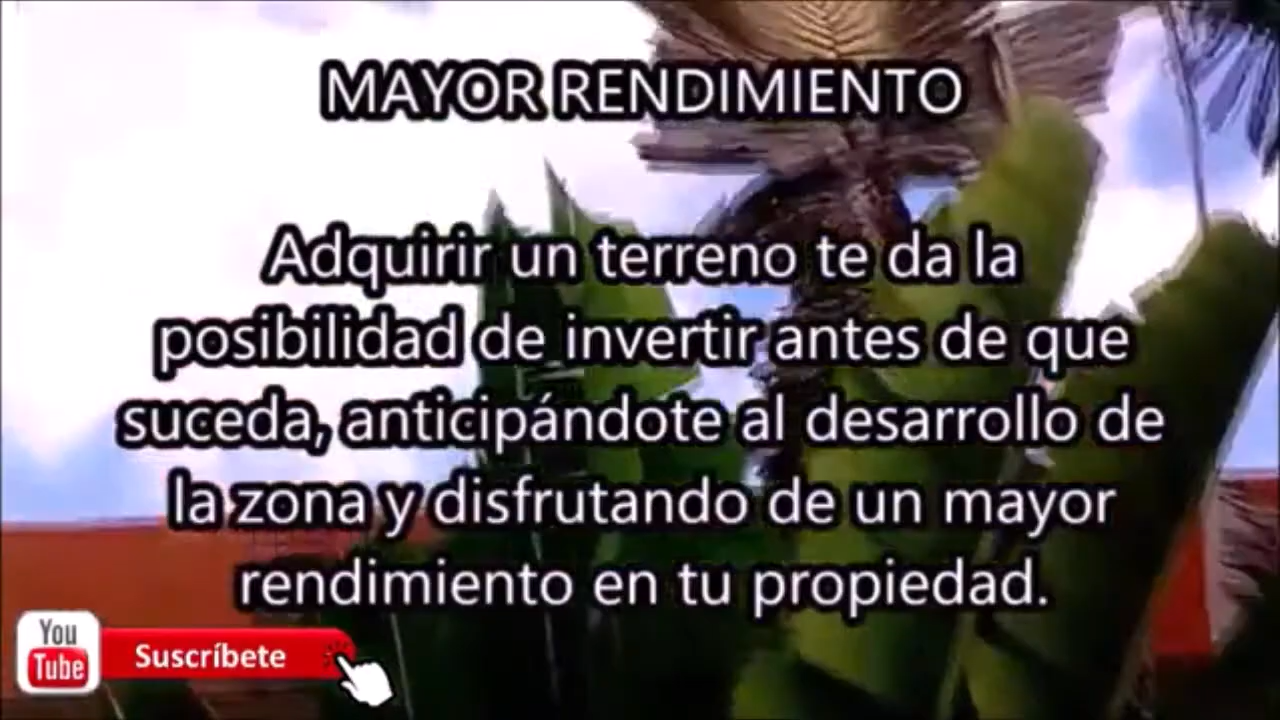 MAYOR RENDIMIENTO
Adquirir un terreno te da la
posibilidad de invertir antes de que
suceda, anticipándote al desarrollo de
la zona y disfrutando de un mayor
rendimiento en tu propiedad.
You
Tube
Suscríbete